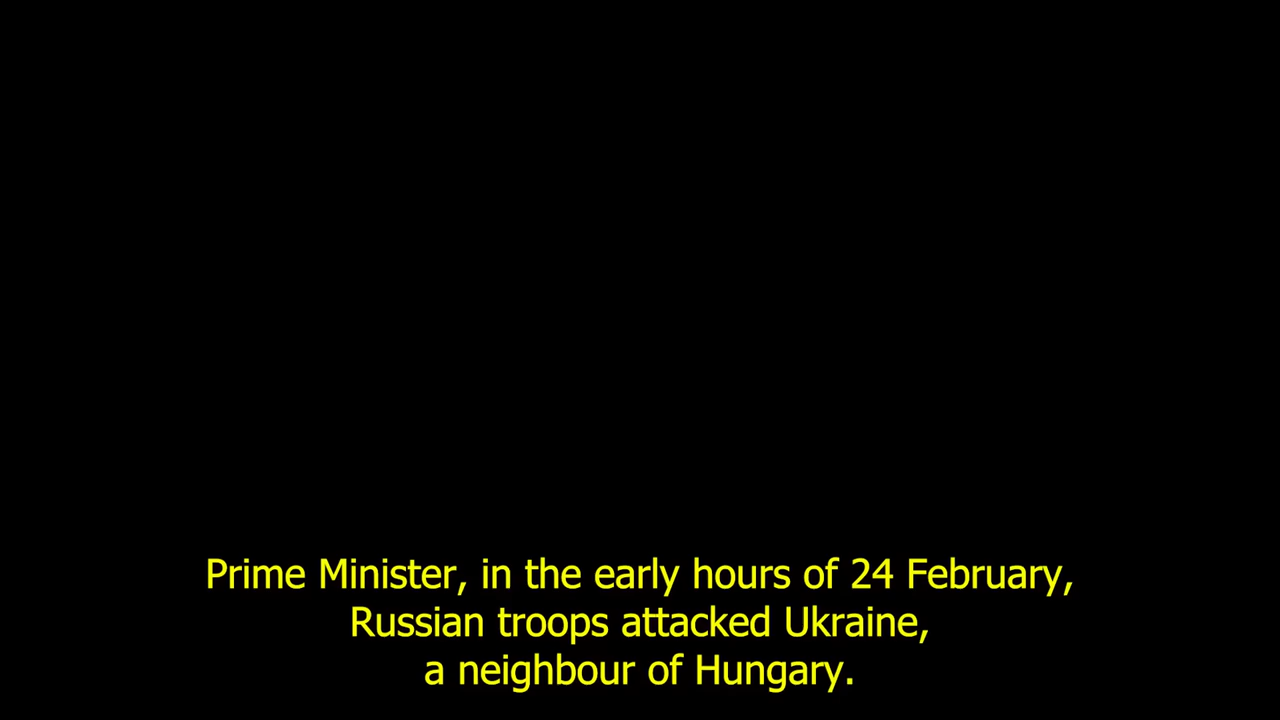 Prime Minister, in the early hours of 24 February,
Russian troops attacked Ukraine,
a neighbour of Hungary.